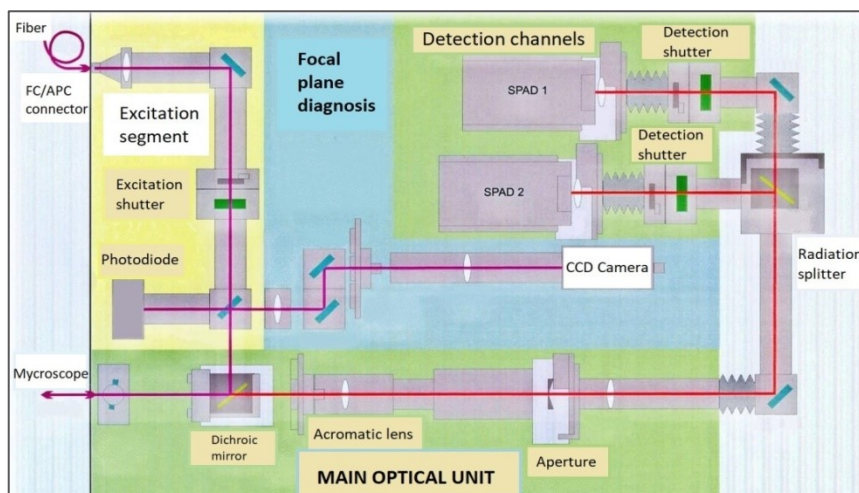 Fiber
FC/APC
connector
Excitation
segment
Focal
plane
diagnosis
Detection channels
Detection
shutter
SPAD 1
Detection
shutter
SPAD 2
Excitation
shutter
Photodiode
CCD Camera
Radiation
splitter
Mycroscope
Dichroic
mirror
Acromatic lens
Aperture
MAIN OPTICAL UNIT